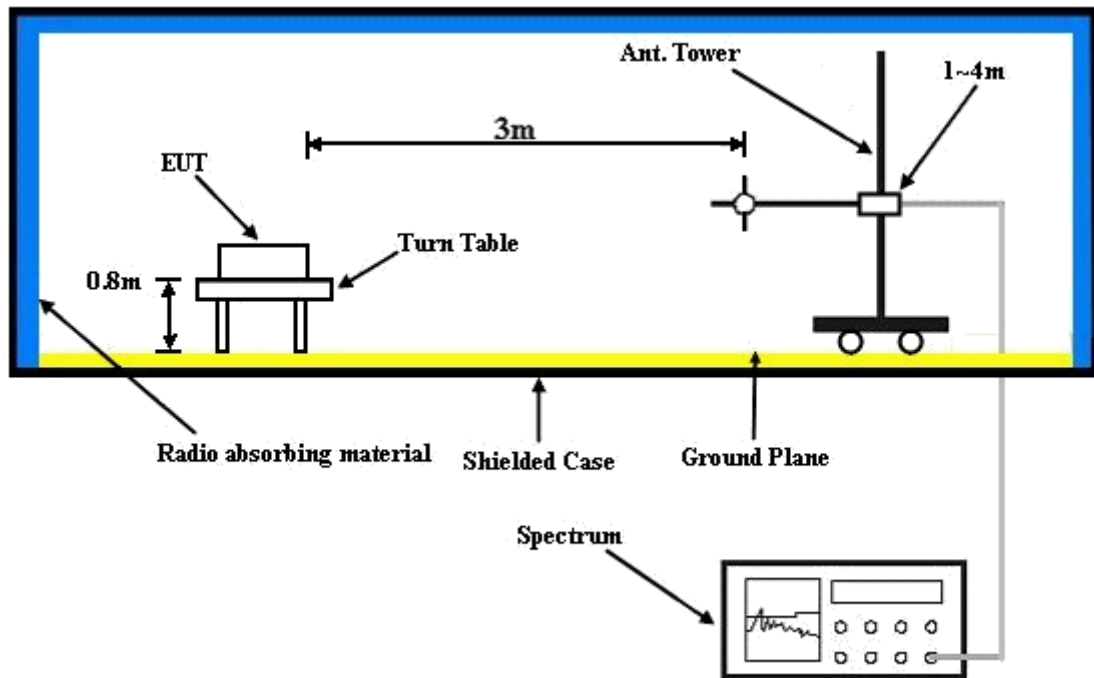 Ant. Tower
1~4m
3m
EUT
Turn Table
0.8m
Radio absorbing material
Shielded Case
Ground Plane
Spectrum